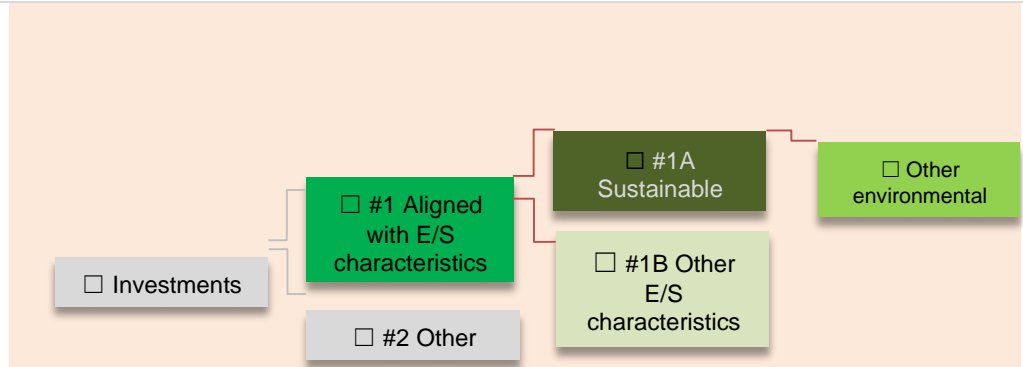 ☐ Investments
☐ #1 Aligned
with E/S
characteristics
☐ #2 Other
☐ #1A
Sustainable
☐ #1B Other
E/S
characteristics
☐ Other
environmental